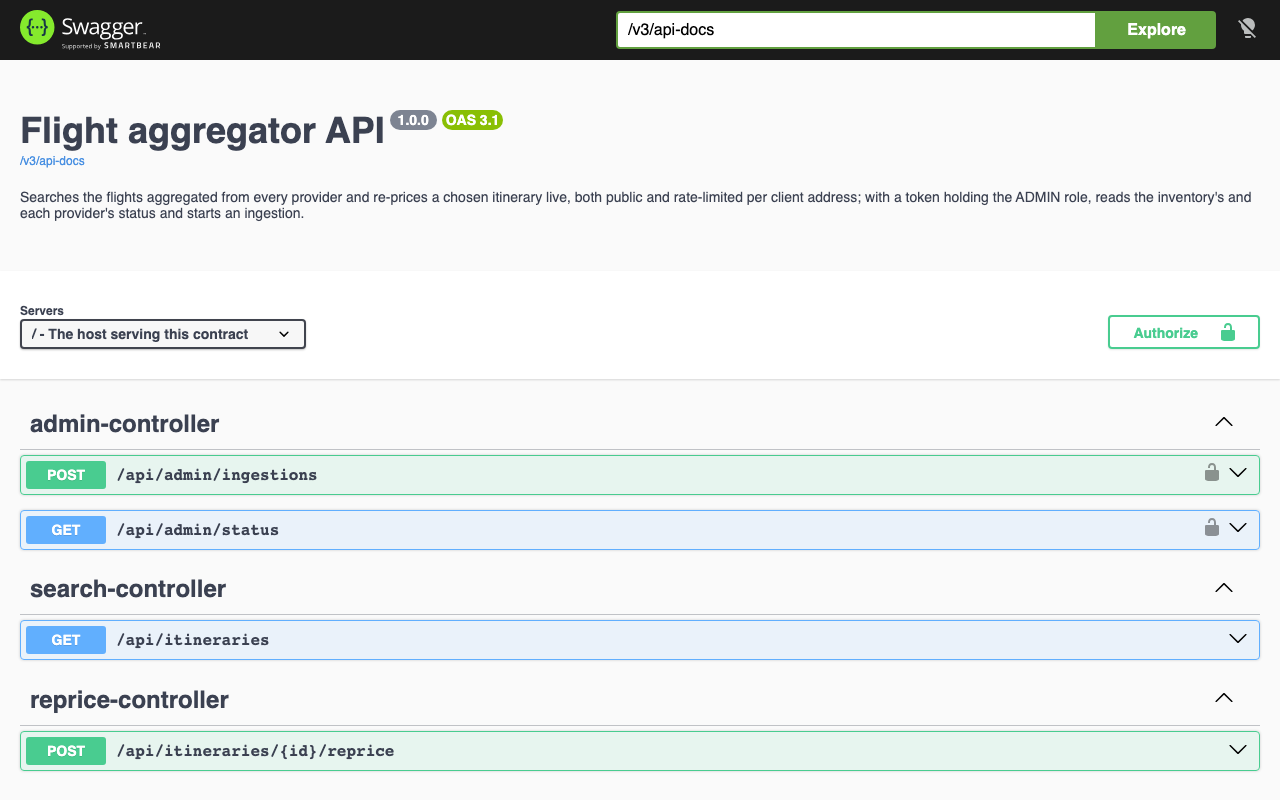 Swagger
Supported by SMARTBEAR
/v3/api-docs
Explore
Flight aggregator API 1.0.0 OAS 3.1
/v3/api-docs
Searches the flights aggregated from every provider and re-prices a chosen itinerary live, both public and rate-limited per client address; with a token holding the ADMIN role, reads the inventory's and
each provider's status and starts an ingestion.
Servers
/ - The host serving this contract
Authorize
admin-controller
POST /api/admin/ingestions
GET /api/admin/status
search-controller
GET /api/itineraries
reprice-controller
POST /api/itineraries/{id}/reprice